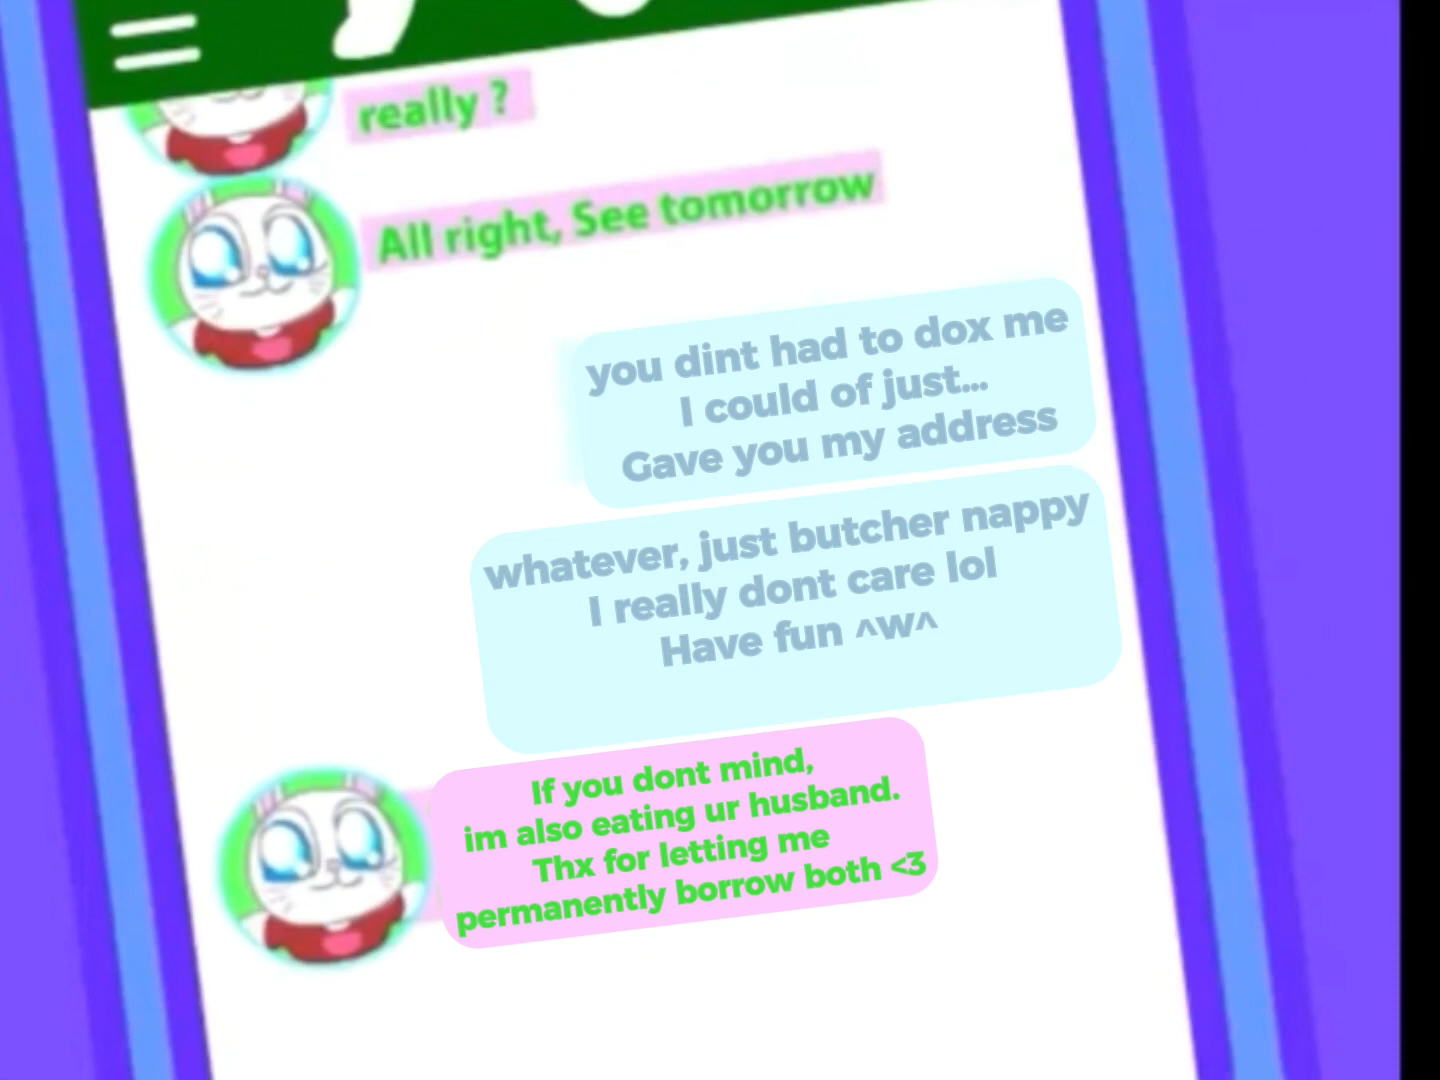 really ?
All right, See tomorrow
you dint had to dox me
I could of just...
Gave you my address
whatever, just butcher nappy
I really dont care lol
Have fun ^w^
If you dont mind,
im also eating ur husband.
Thx for letting me
permanently borrow both <3